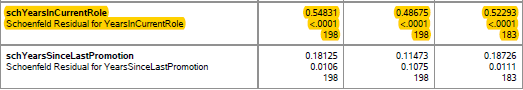 schYearsInCurrentRole 0.54831 0.48675 0.52293
Schoenfeld Residual for YearsInCurrentRole <.0001 <.0001 <.0001
198 198 183
schYearsSinceLastPromotion 0.18125 0.11473 0.18726
Schoenfeld Residual for YearsSinceLastPromotion 0.0106 0.1075 0.0111
198 198 183